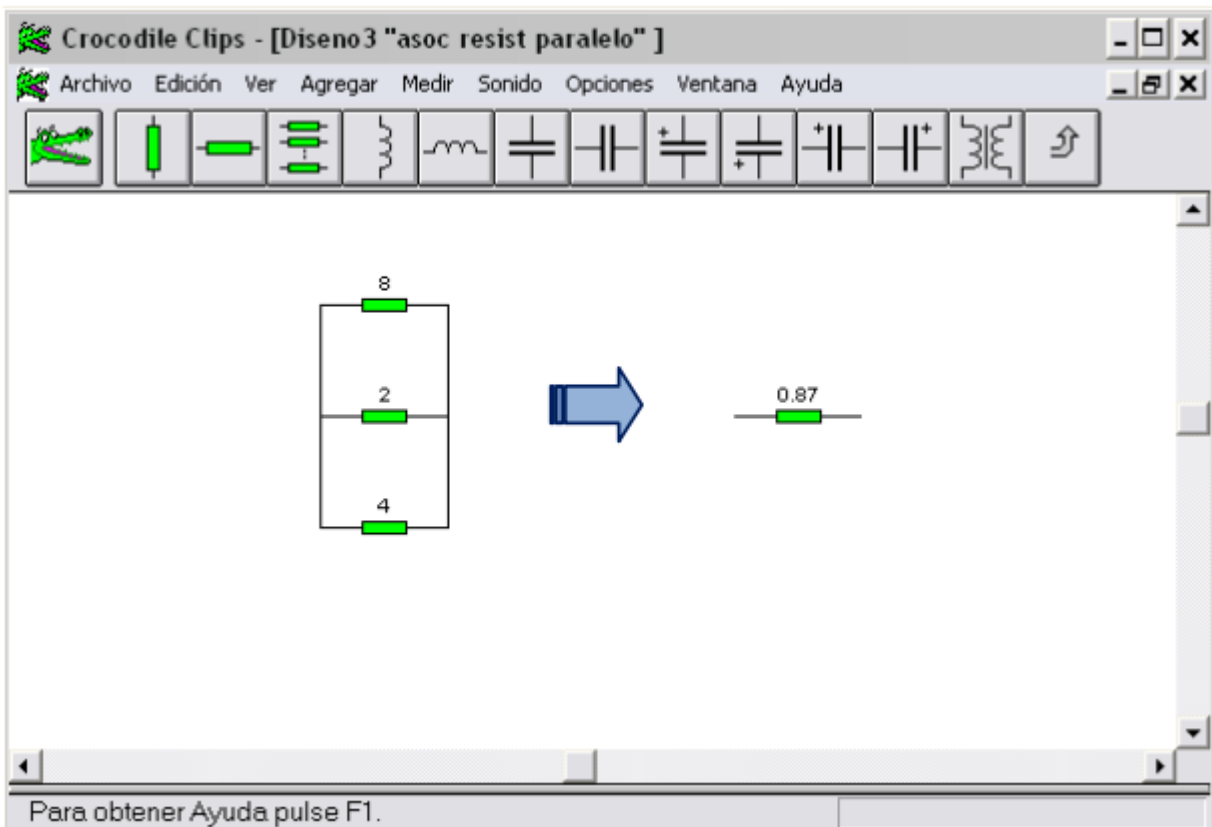 Crocodile Clips - [Diseno3 "asoc resist paralelo" ]
Archivo Edición Ver Agregar Medir Sonido Opciones Ventana Ayuda
8
2
0.87
4
Para obtener Ayuda pulse F1.